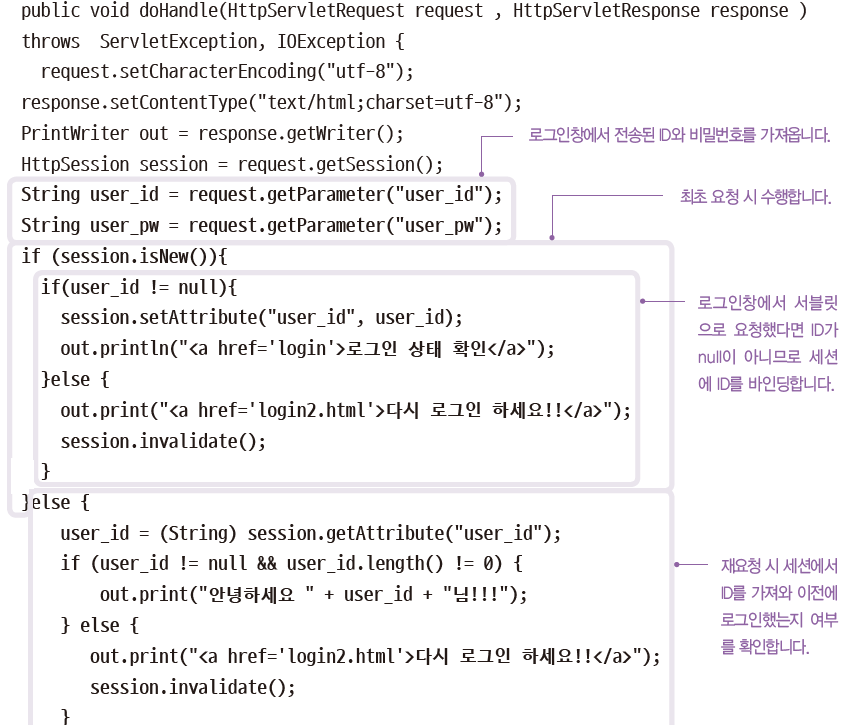 public void doHandle(HttpServletRequest request , HttpServletResponse response )
throws  ServletException, IOException {
request.setCharacterEncoding("utf-8");
response.setContentType("text/html;charset=utf-8");
PrintWriter out = response.getWriter();
로그인창에서 전송된 ID와 비밀번호를 가져옵니다.
HttpSession session = request.getSession();
String user_id = request.getParameter("user_id");
최초 요청 시 수행합니다.
String user_pw = request.getParameter("user_pw");
if (session.isNew()){
if(user_id != null){
session.setAttribute("user_id", user_id);
out.println("<a href='login'>로그인 상태 확인</a>");
}else {
out.print("<a href='login2.html'>다시 로그인 하세요!!</a>");
session.invalidate();
}
로그인창에서 서블릿
으로 요청했다면 ID가
null이 아니므로 세션
에 ID를 바인딩합니다.
}else {
user_id = (String) session.getAttribute("user_id");
if (user_id != null && user_id.length() != 0) {
out.print("안녕하세요 " + user_id + "님!!!");
} else {
out.print("<a href='login2.html'>다시 로그인 하세요!!</a>");
session.invalidate();
}
재요청 시 세션에서
ID를 가져와 이전에
로그인했는지 여부
를 확인합니다.